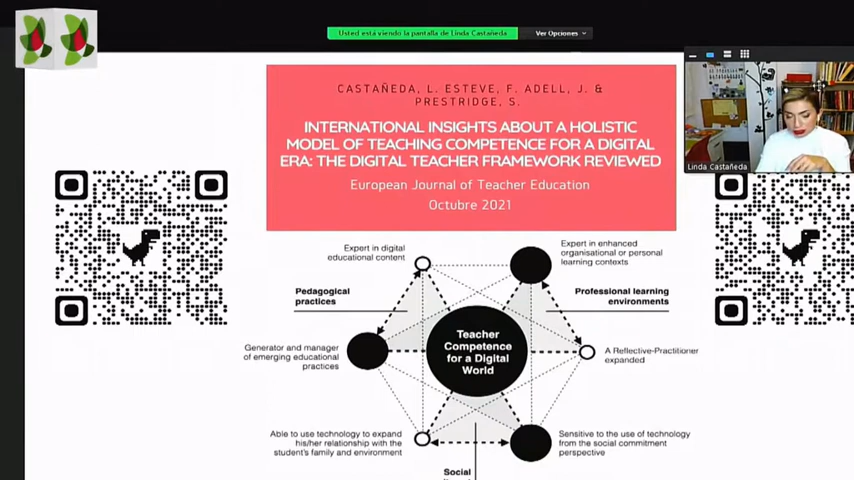 Usted está viendo la pantalla de Linda Castañeda
Ver Opciones
CASTAÑEDA, L. ESTEVE, F. ADELL, J. &
PRESTRIDGE, S.
INTERNATIONAL INSIGHTS ABOUT A HOLISTIC
MODEL OF TEACHING COMPETENCE FOR A DIGITAL
ERA: THE DIGITAL TEACHER FRAMEWORK REVIEWED
European Journal of Teacher Education
Octubre 2021
Linda Castañeda
Expert in digital
educational content
Expert in enhanced
organisational or personal
learning contexts
Pedagogical
practices
Professional learning
environments
Teacher
Competence
for a Digital
World
Generator and manager
of emerging educational
practices
A Reflective-Practitioner
expanded
Able to use technology to expand
his/her relationship with the
student's family and environment
Sensitive to the use of technology
from the social commitment
perspective
Social